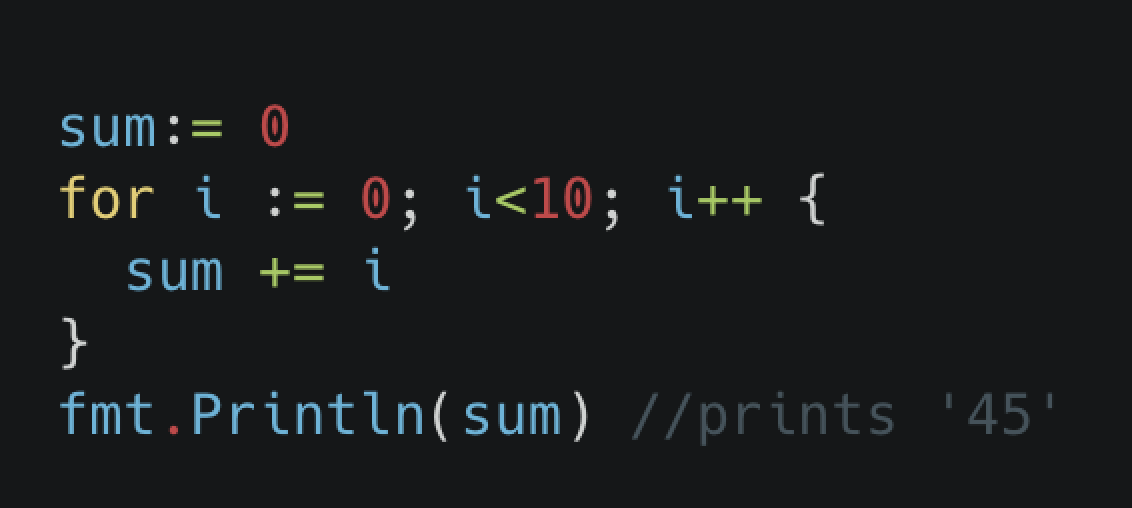 sum:= 0
for i := 0; i<10; i++ {
  sum += i
}
fmt.Println(sum) //prints '45'